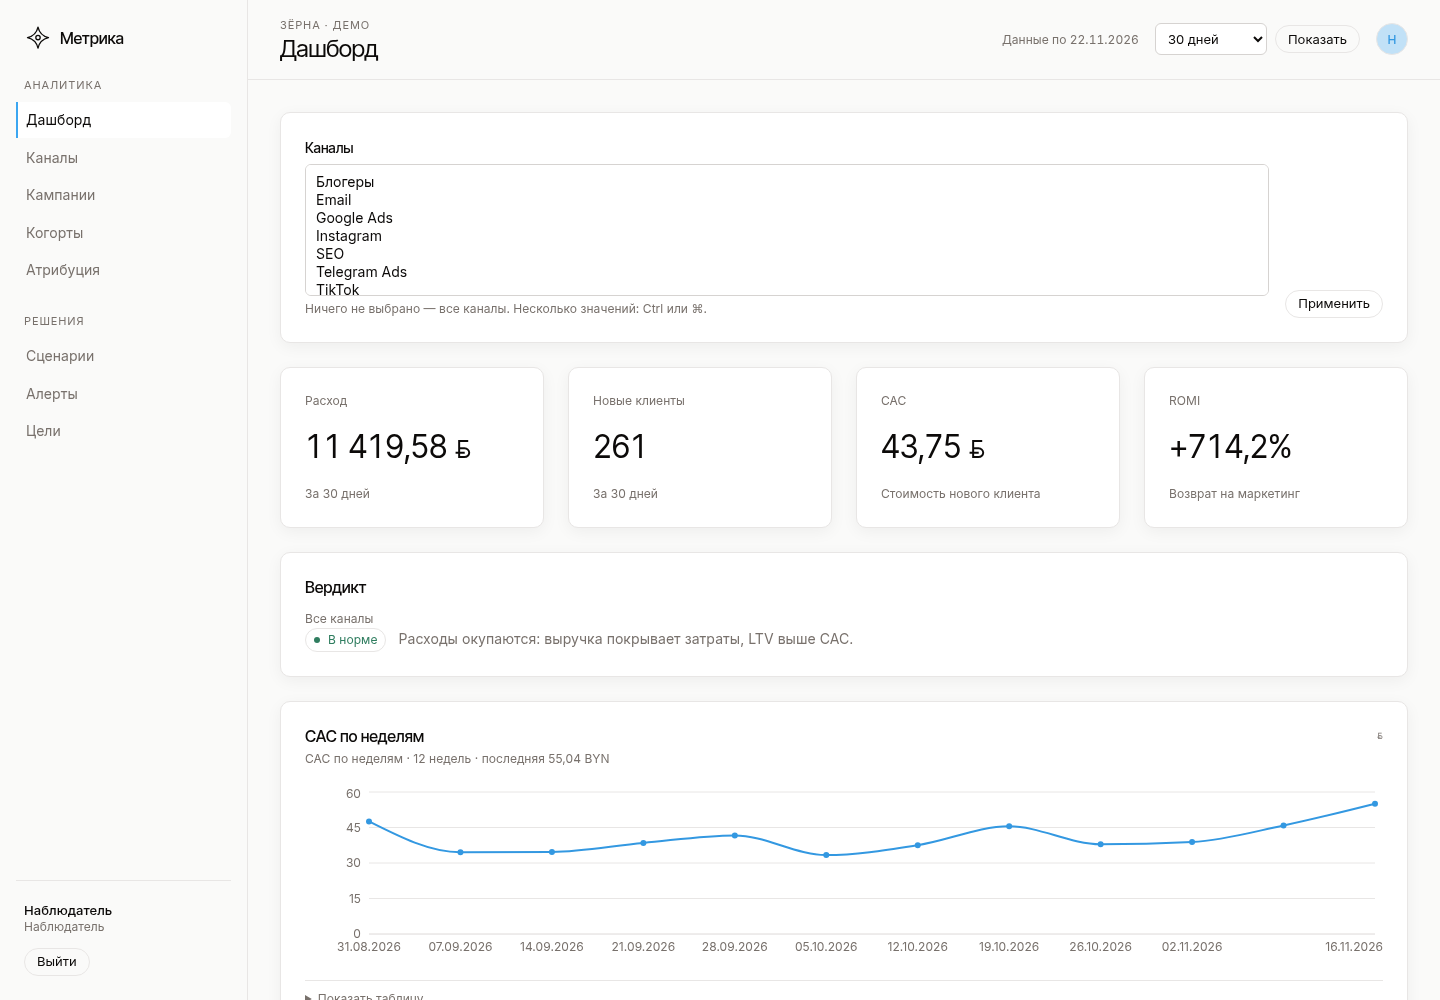 Метрика
АНАЛИТИКА
Дашборд
Каналы
Кампании
Когорты
Атрибуция
РЕШЕНИЯ
Сценарии
Алерты
Цели
Наблюдатель
Наблюдатель
Выйти
ЗЁРНА · ДЕМО
Дашборд
Данные по 22.11.2026
30 дней
Показать
Н
Каналы
Блогеры
Email
Google Ads
Instagram
SEO
Telegram Ads
TikTok
Ничего не выбрано — все каналы. Несколько значений: Ctrl или ⌘.
Применить
Расход
11 419,58 Ƃ
За 30 дней
Новые клиенты
261
За 30 дней
CAC
43,75 Ƃ
Стоимость нового клиента
ROMI
+714,2%
Возврат на маркетинг
Вердикт
Все каналы
В норме
Расходы окупаются: выручка покрывает затраты, LTV выше CAC.
CAC по неделям
Ƃ
CAC по неделям · 12 недель · последняя 55,04 BYN
60
45
30
15
0
31.08.2026 07.09.2026 14.09.2026 21.09.2026 28.09.2026 05.10.2026 12.10.2026 19.10.2026 26.10.2026 02.11.2026 16.11.2026
Показать таблицу